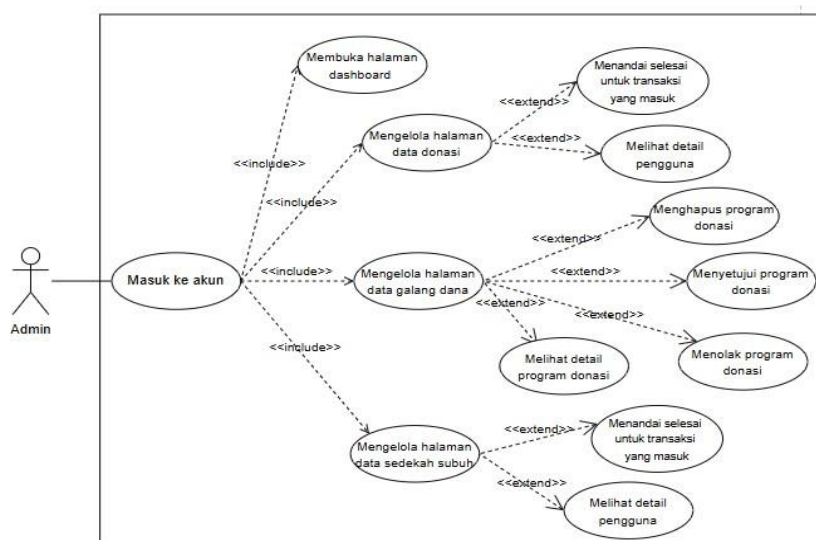 Membuka halaman
dashboard
Menandai selesai
untuk transaksi
yang masuk
<<extend>>
Mengelola halaman
data donasi
<<extend>>
Melihat detail
pengguna
<<include>>
<<include>>
Menghapus program
donasi
<<extend>>
Admin
Masuk ke akun
<<include>>
Mengelola halaman
data galang dana
<<extend>>
Menyetujui program
donasi
<<extend>>
<<extend>>
Menolak program
donasi
<<include>>
Melihat detail
program donasi
Mengelola halaman
data sedekah subuh
<<extend>>
Menandai selesai
untuk transaksi
yang masuk
<<extend>>
Melihat detail
pengguna